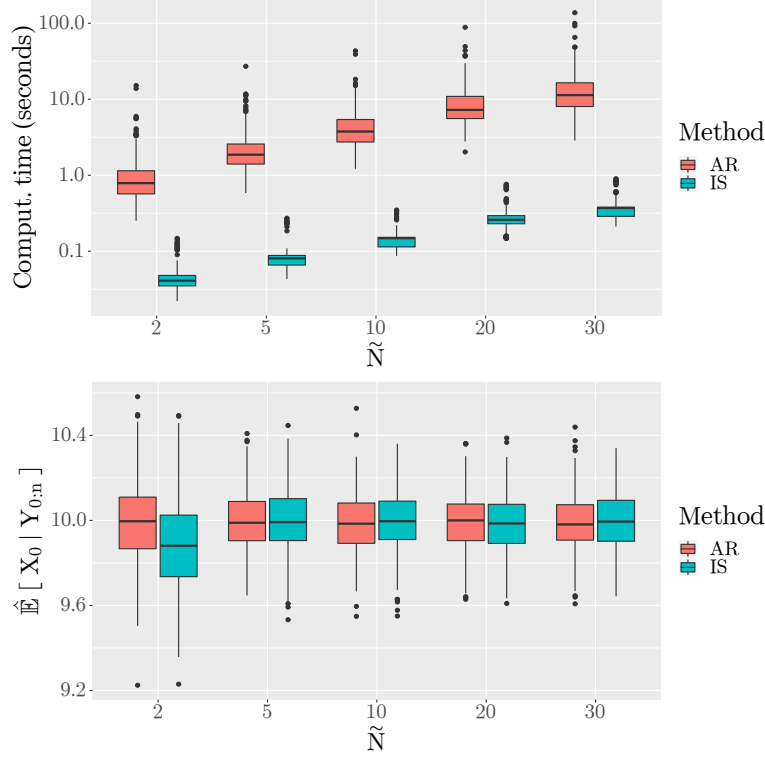 100.0
10.0
1.0
0.1
Comput. time (seconds)
2 5 10 20 30
Ñ
Method
AR
IS
10.4
10.0
9.6
9.2
𝔼̂ [ X₀ | Y₀:ₙ ]
2 5 10 20 30
Ñ
Method
AR
IS